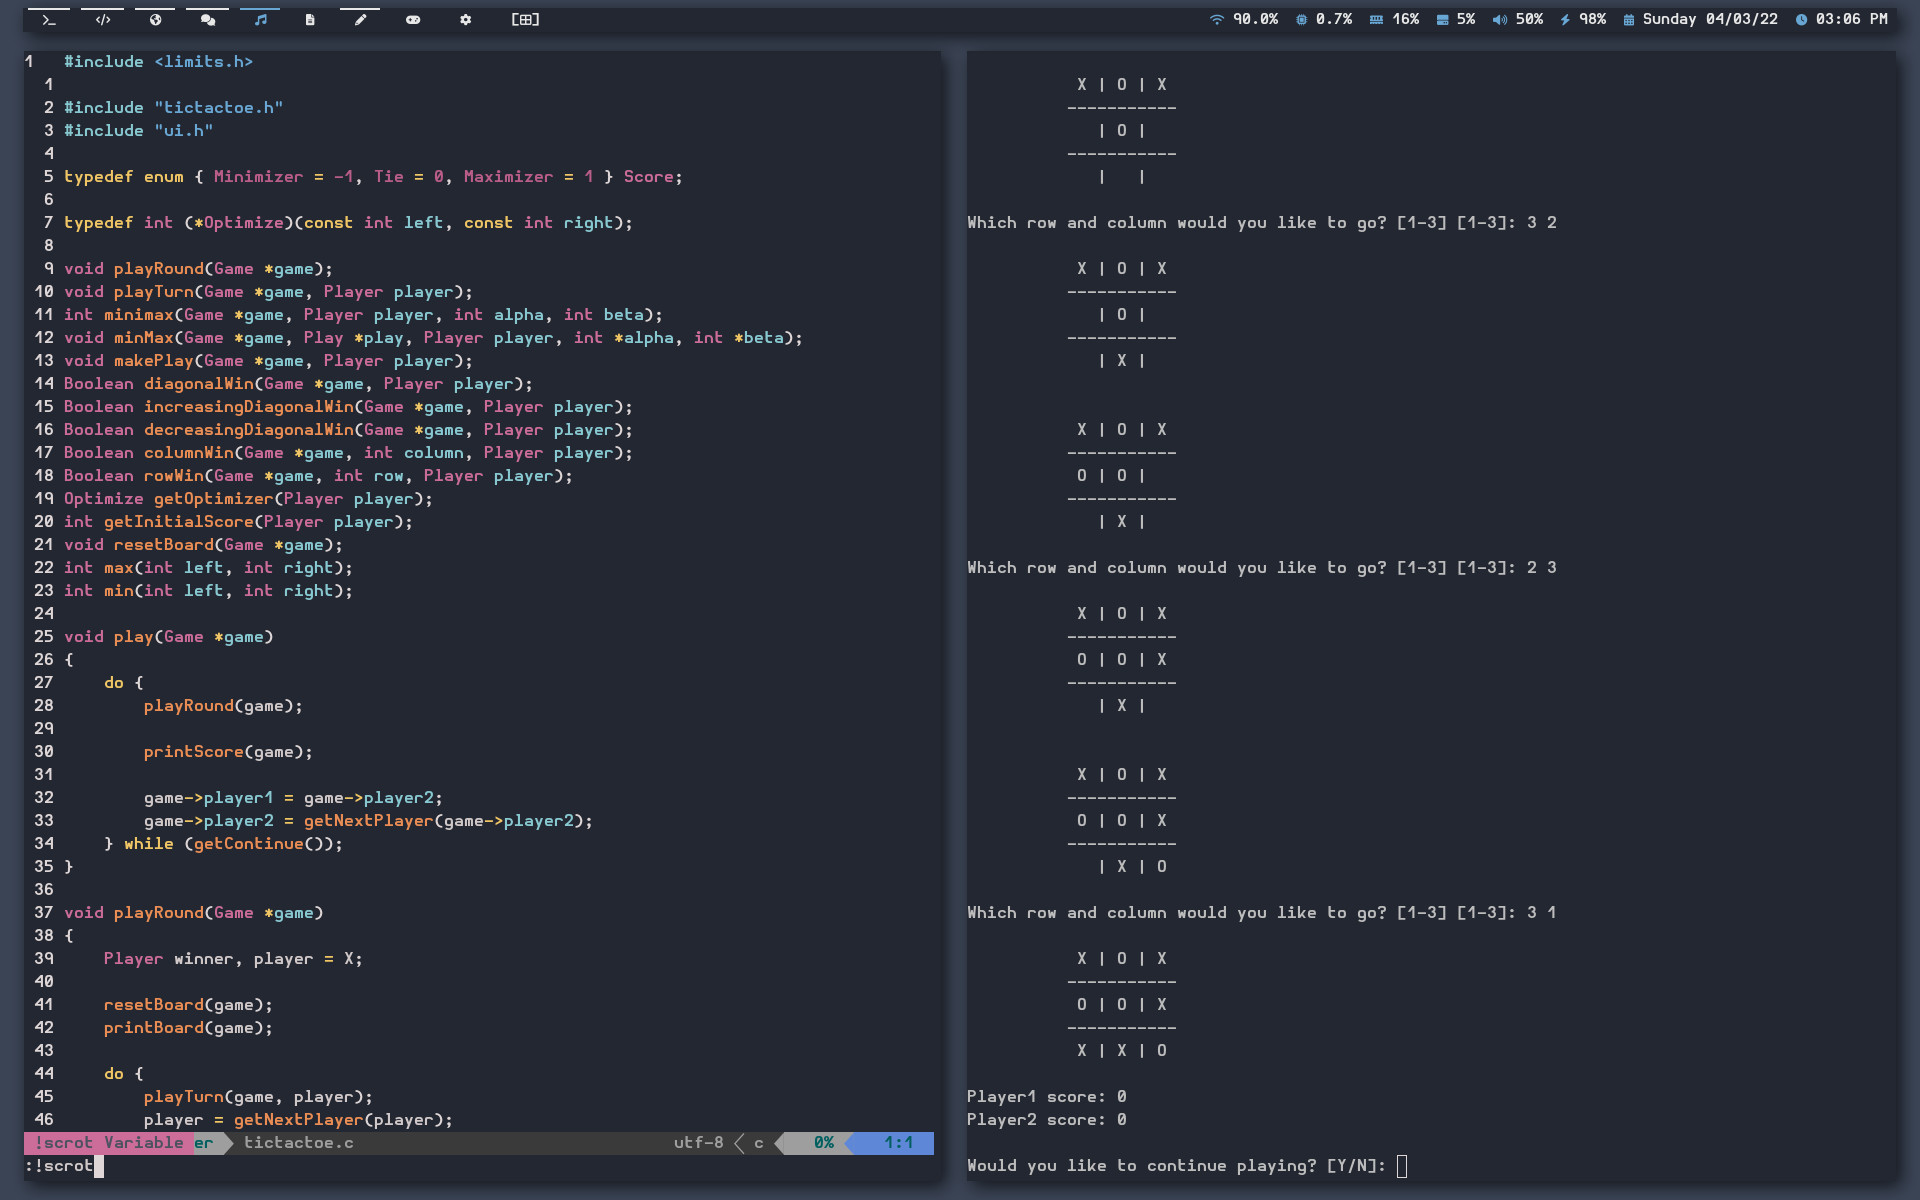 >_ </> [⊞] 90.0% 0.7% 16% 5% 50% 98% Sunday 04/03/22 03:06 PM
1   #include <limits.h>
  1
  2 #include "tictactoe.h"
  3 #include "ui.h"
  4
  5 typedef enum { Minimizer = -1, Tie = 0, Maximizer = 1 } Score;
  6
  7 typedef int (*Optimize)(const int left, const int right);
  8
  9 void playRound(Game *game);
 10 void playTurn(Game *game, Player player);
 11 int minimax(Game *game, Player player, int alpha, int beta);
 12 void minMax(Game *game, Play *play, Player player, int *alpha, int *beta);
 13 void makePlay(Game *game, Player player);
 14 Boolean diagonalWin(Game *game, Player player);
 15 Boolean increasingDiagonalWin(Game *game, Player player);
 16 Boolean decreasingDiagonalWin(Game *game, Player player);
 17 Boolean columnWin(Game *game, int column, Player player);
 18 Boolean rowWin(Game *game, int row, Player player);
 19 Optimize getOptimizer(Player player);
 20 int getInitialScore(Player player);
 21 void resetBoard(Game *game);
 22 int max(int left, int right);
 23 int min(int left, int right);
 24
 25 void play(Game *game)
 26 {
 27     do {
 28         playRound(game);
 29
 30         printScore(game);
 31
 32         game->player1 = game->player2;
 33         game->player2 = getNextPlayer(game->player2);
 34     } while (getContinue());
 35 }
 36
 37 void playRound(Game *game)
 38 {
 39     Player winner, player = X;
 40
 41     resetBoard(game);
 42     printBoard(game);
 43
 44     do {
 45         playTurn(game, player);
 46         player = getNextPlayer(player);
!scrot Variable er tictactoe.c utf-8 c 0% 1:1
:!scrot
X | O | X
-----------
  | O |
-----------
  |   |
Which row and column would you like to go? [1-3] [1-3]: 3 2
X | O | X
-----------
  | O |
-----------
  | X |
X | O | X
-----------
O | O |
-----------
  | X |
Which row and column would you like to go? [1-3] [1-3]: 2 3
X | O | X
-----------
O | O | X
-----------
  | X |
X | O | X
-----------
O | O | X
-----------
  | X | O
Which row and column would you like to go? [1-3] [1-3]: 3 1
X | O | X
-----------
O | O | X
-----------
X | X | O
Player1 score: 0
Player2 score: 0
Would you like to continue playing? [Y/N]: